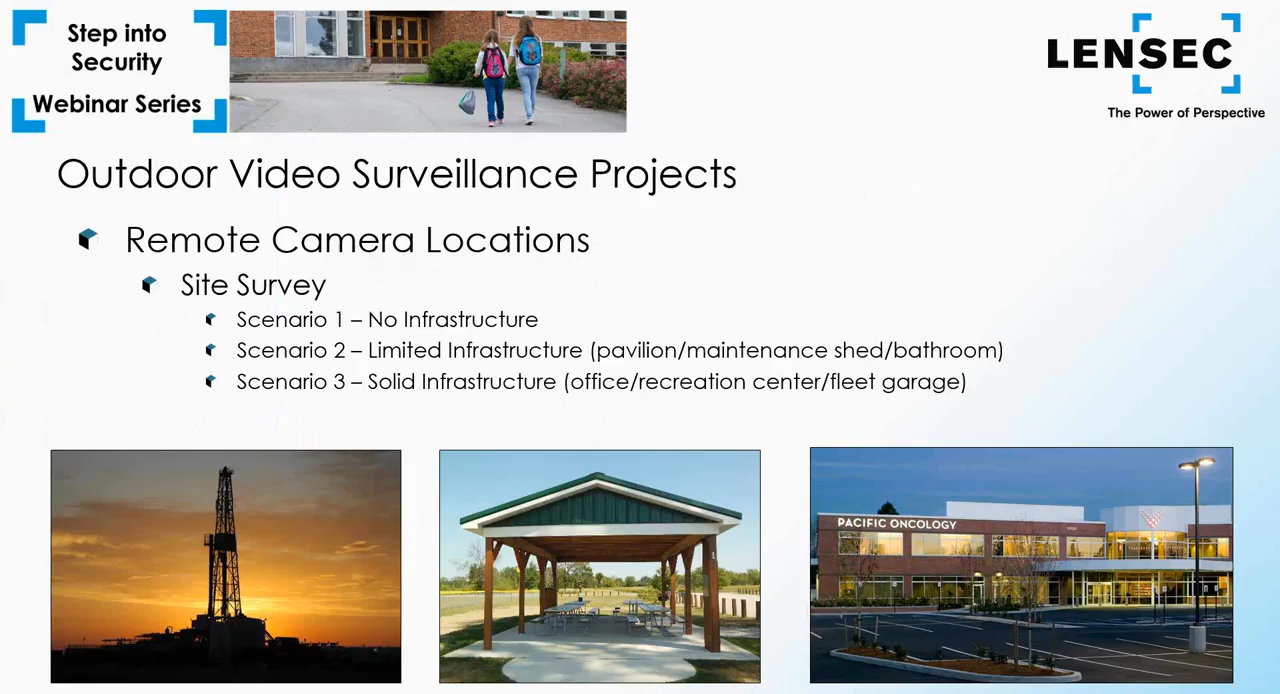 Step into
Security
Webinar Series
LENSEC
The Power of Perspective
Outdoor Video Surveillance Projects
Remote Camera Locations
Site Survey
Scenario 1 – No Infrastructure
Scenario 2 – Limited Infrastructure (pavilion/maintenance shed/bathroom)
Scenario 3 – Solid Infrastructure (office/recreation center/fleet garage)
PACIFIC ONCOLOGY